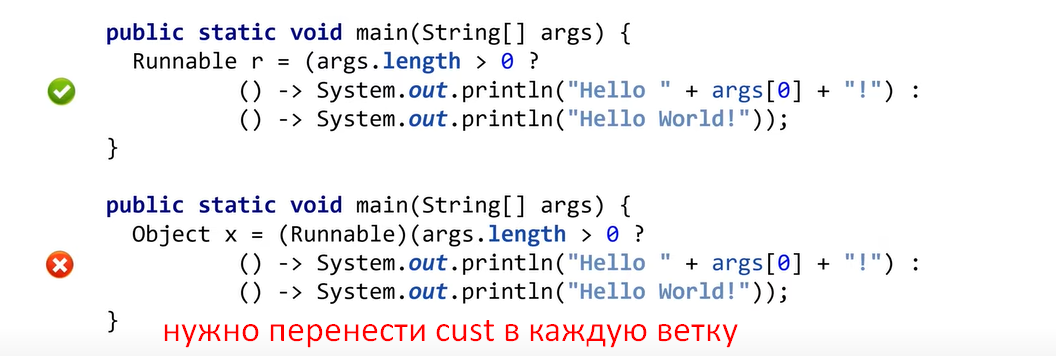 public static void main(String[] args) {
Runnable r = (args.length > 0 ?
() -> System.out.println("Hello " + args[0] + "!") :
() -> System.out.println("Hello World!"));
}
public static void main(String[] args) {
Object x = (Runnable)(args.length > 0 ?
() -> System.out.println("Hello " + args[0] + "!") :
() -> System.out.println("Hello World!"));
}
нужно перенести cust в каждую ветку